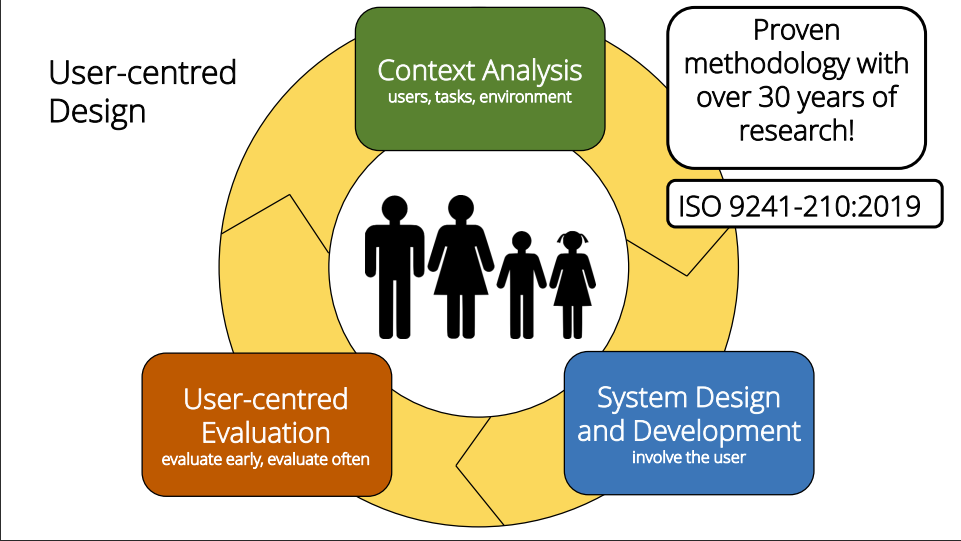 User-centred
Design
Context Analysis
users, tasks, environment
Proven
methodology with
over 30 years of
research!
ISO 9241-210:2019
User-centred
Evaluation
evaluate early, evaluate often
System Design
and Development
involve the user